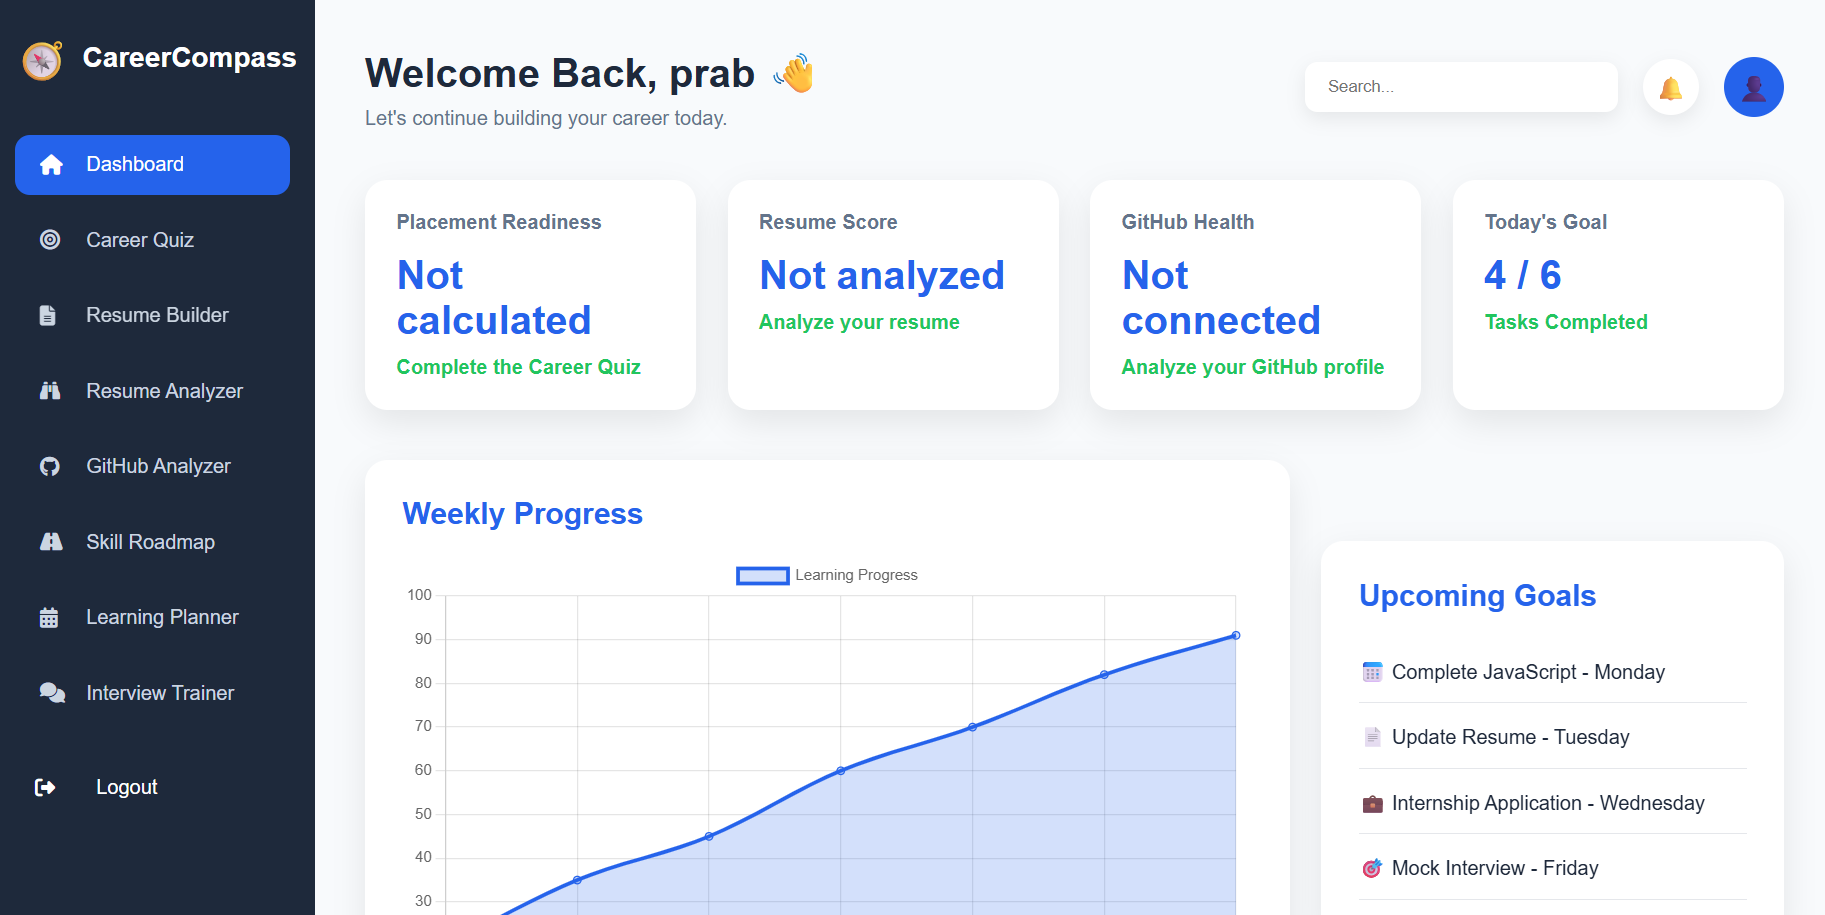 CareerCompass
Dashboard
Career Quiz
Resume Builder
Resume Analyzer
GitHub Analyzer
Skill Roadmap
Learning Planner
Interview Trainer
Logout
Welcome Back, prab
Let's continue building your career today.
Search...
Placement Readiness
Not
calculated
Complete the Career Quiz
Resume Score
Not analyzed
Analyze your resume
GitHub Health
Not
connected
Analyze your GitHub profile
Today's Goal
4 / 6
Tasks Completed
Weekly Progress
Learning Progress
100
90
80
70
60
50
40
30
Upcoming Goals
Complete JavaScript - Monday
Update Resume - Tuesday
Internship Application - Wednesday
Mock Interview - Friday